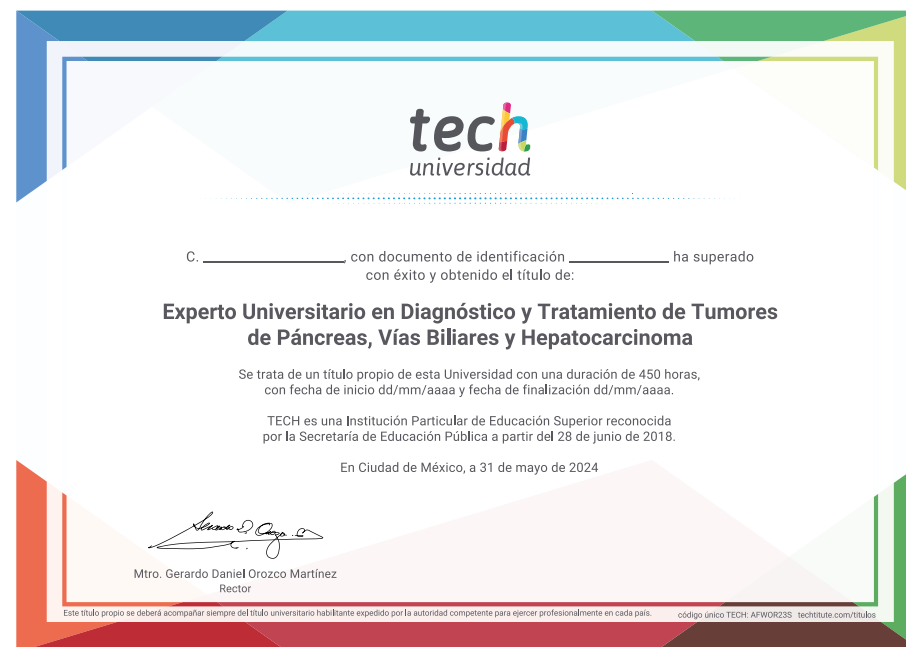 tech
universidad
C. ____________, con documento de identificación ____________ ha superado
con éxito y obtenido el título de:
Experto Universitario en Diagnóstico y Tratamiento de Tumores
de Páncreas, Vías Biliares y Hepatocarcinoma
Se trata de un título propio de esta Universidad con una duración de 450 horas,
con fecha de inicio dd/mm/aaaa y fecha de finalización dd/mm/aaaa.
TECH es una Institución Particular de Educación Superior reconocida
por la Secretaría de Educación Pública a partir del 28 de junio de 2018.
En Ciudad de México, a 31 de mayo de 2024
Mtro. Gerardo Daniel Orozco Martínez
Rector
Este título propio se deberá acompañar siempre del título universitario habilitante expedido por la autoridad competente para ejercer profesionalmente en cada país.
código único TECH: AFWOR23S techtitute.com/titulos